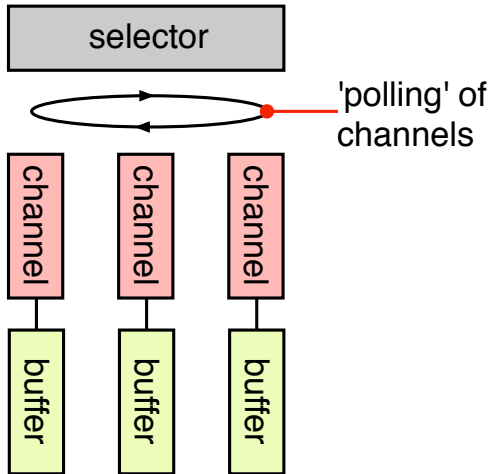 selector
'polling' of
channels
channel
channel
channel
buffer
buffer
buffer